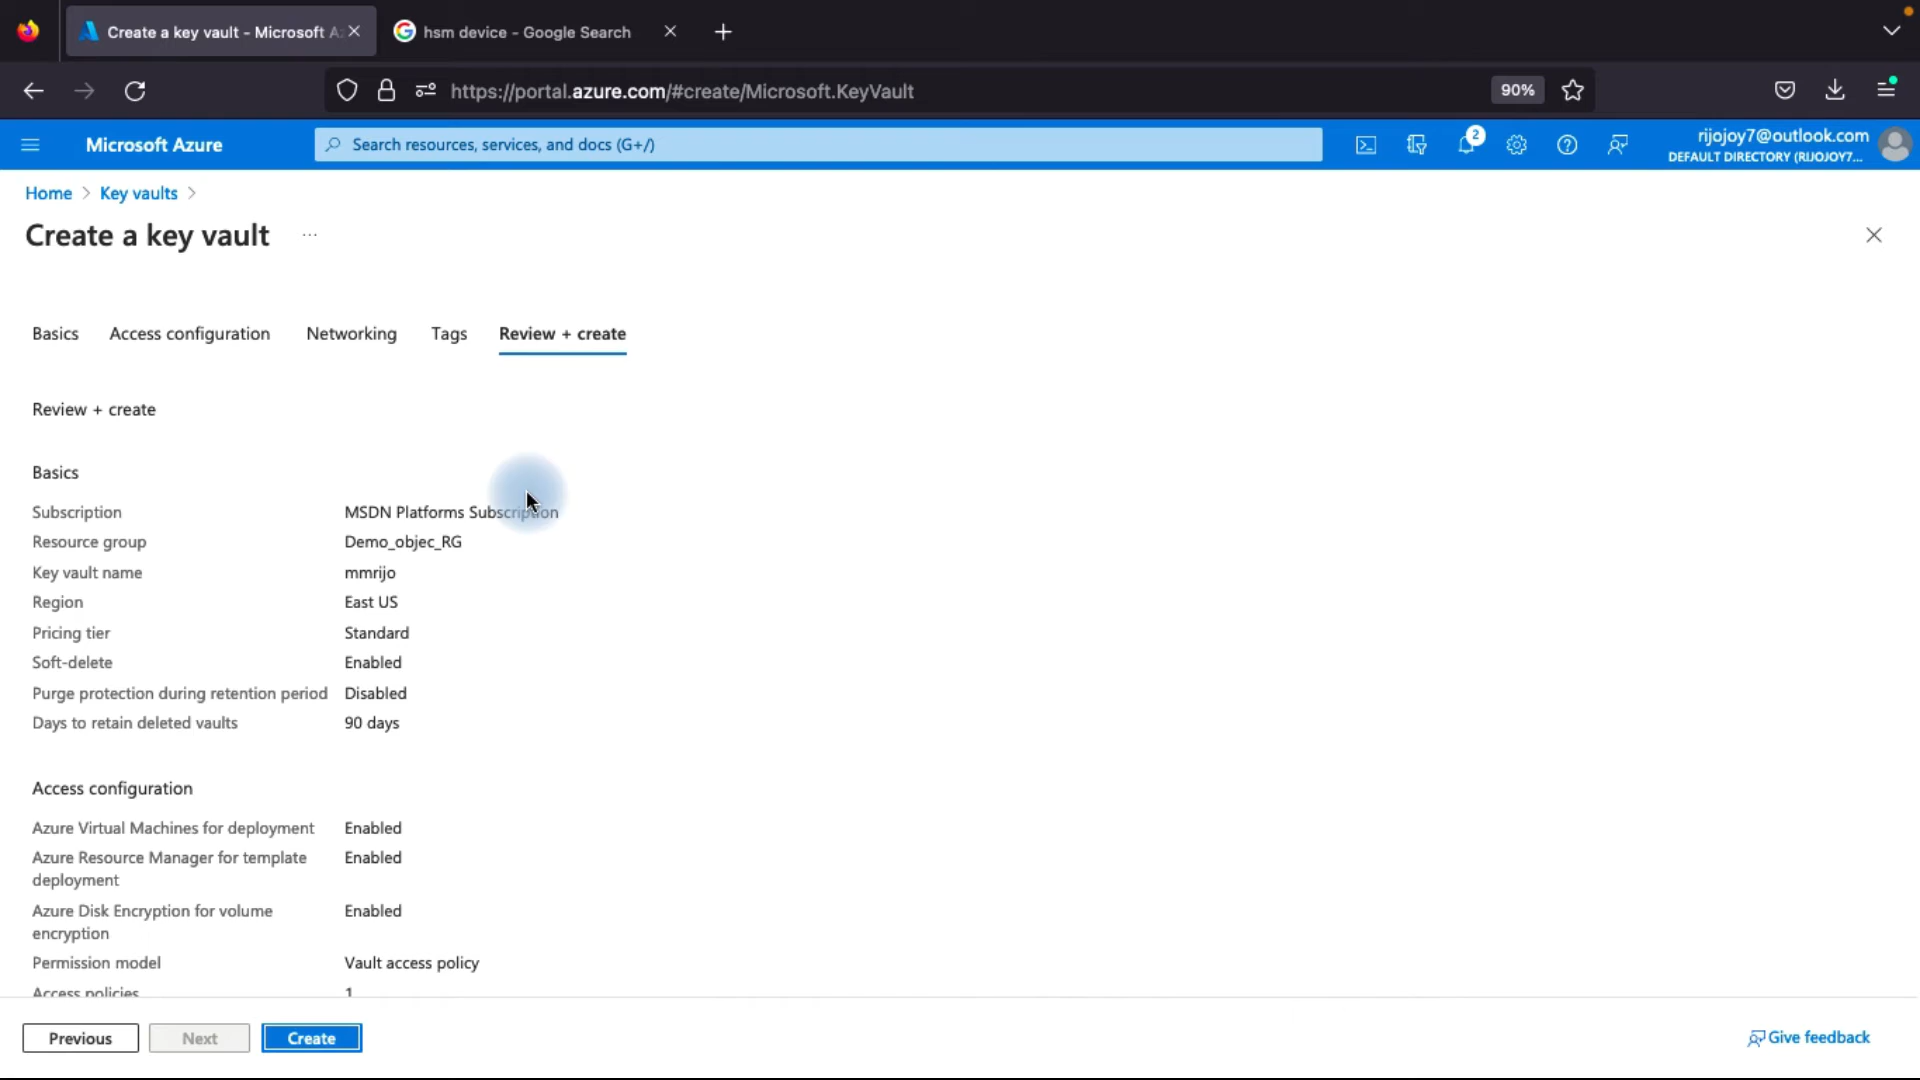 Create a key vault - Microsoft A
hsm device - Google Search
https://portal.azure.com/#create/Microsoft.KeyVault
90%
Microsoft Azure
Search resources, services, and docs (G+/)
2
rijojoy7@outlook.com
DEFAULT DIRECTORY (RIJOJOY7...
Home > Key vaults >
Create a key vault ...
Basics Access configuration Networking Tags Review + create
Review + create
Basics
Subscription MSDN Platforms Subscription
Resource group Demo_objec_RG
Key vault name mmrijo
Region East US
Pricing tier Standard
Soft-delete Enabled
Purge protection during retention period Disabled
Days to retain deleted vaults 90 days
Access configuration
Azure Virtual Machines for deployment Enabled
Azure Resource Manager for template Enabled
deployment
Azure Disk Encryption for volume Enabled
encryption
Permission model Vault access policy
Access policies 1
Previous Next Create
Give feedback